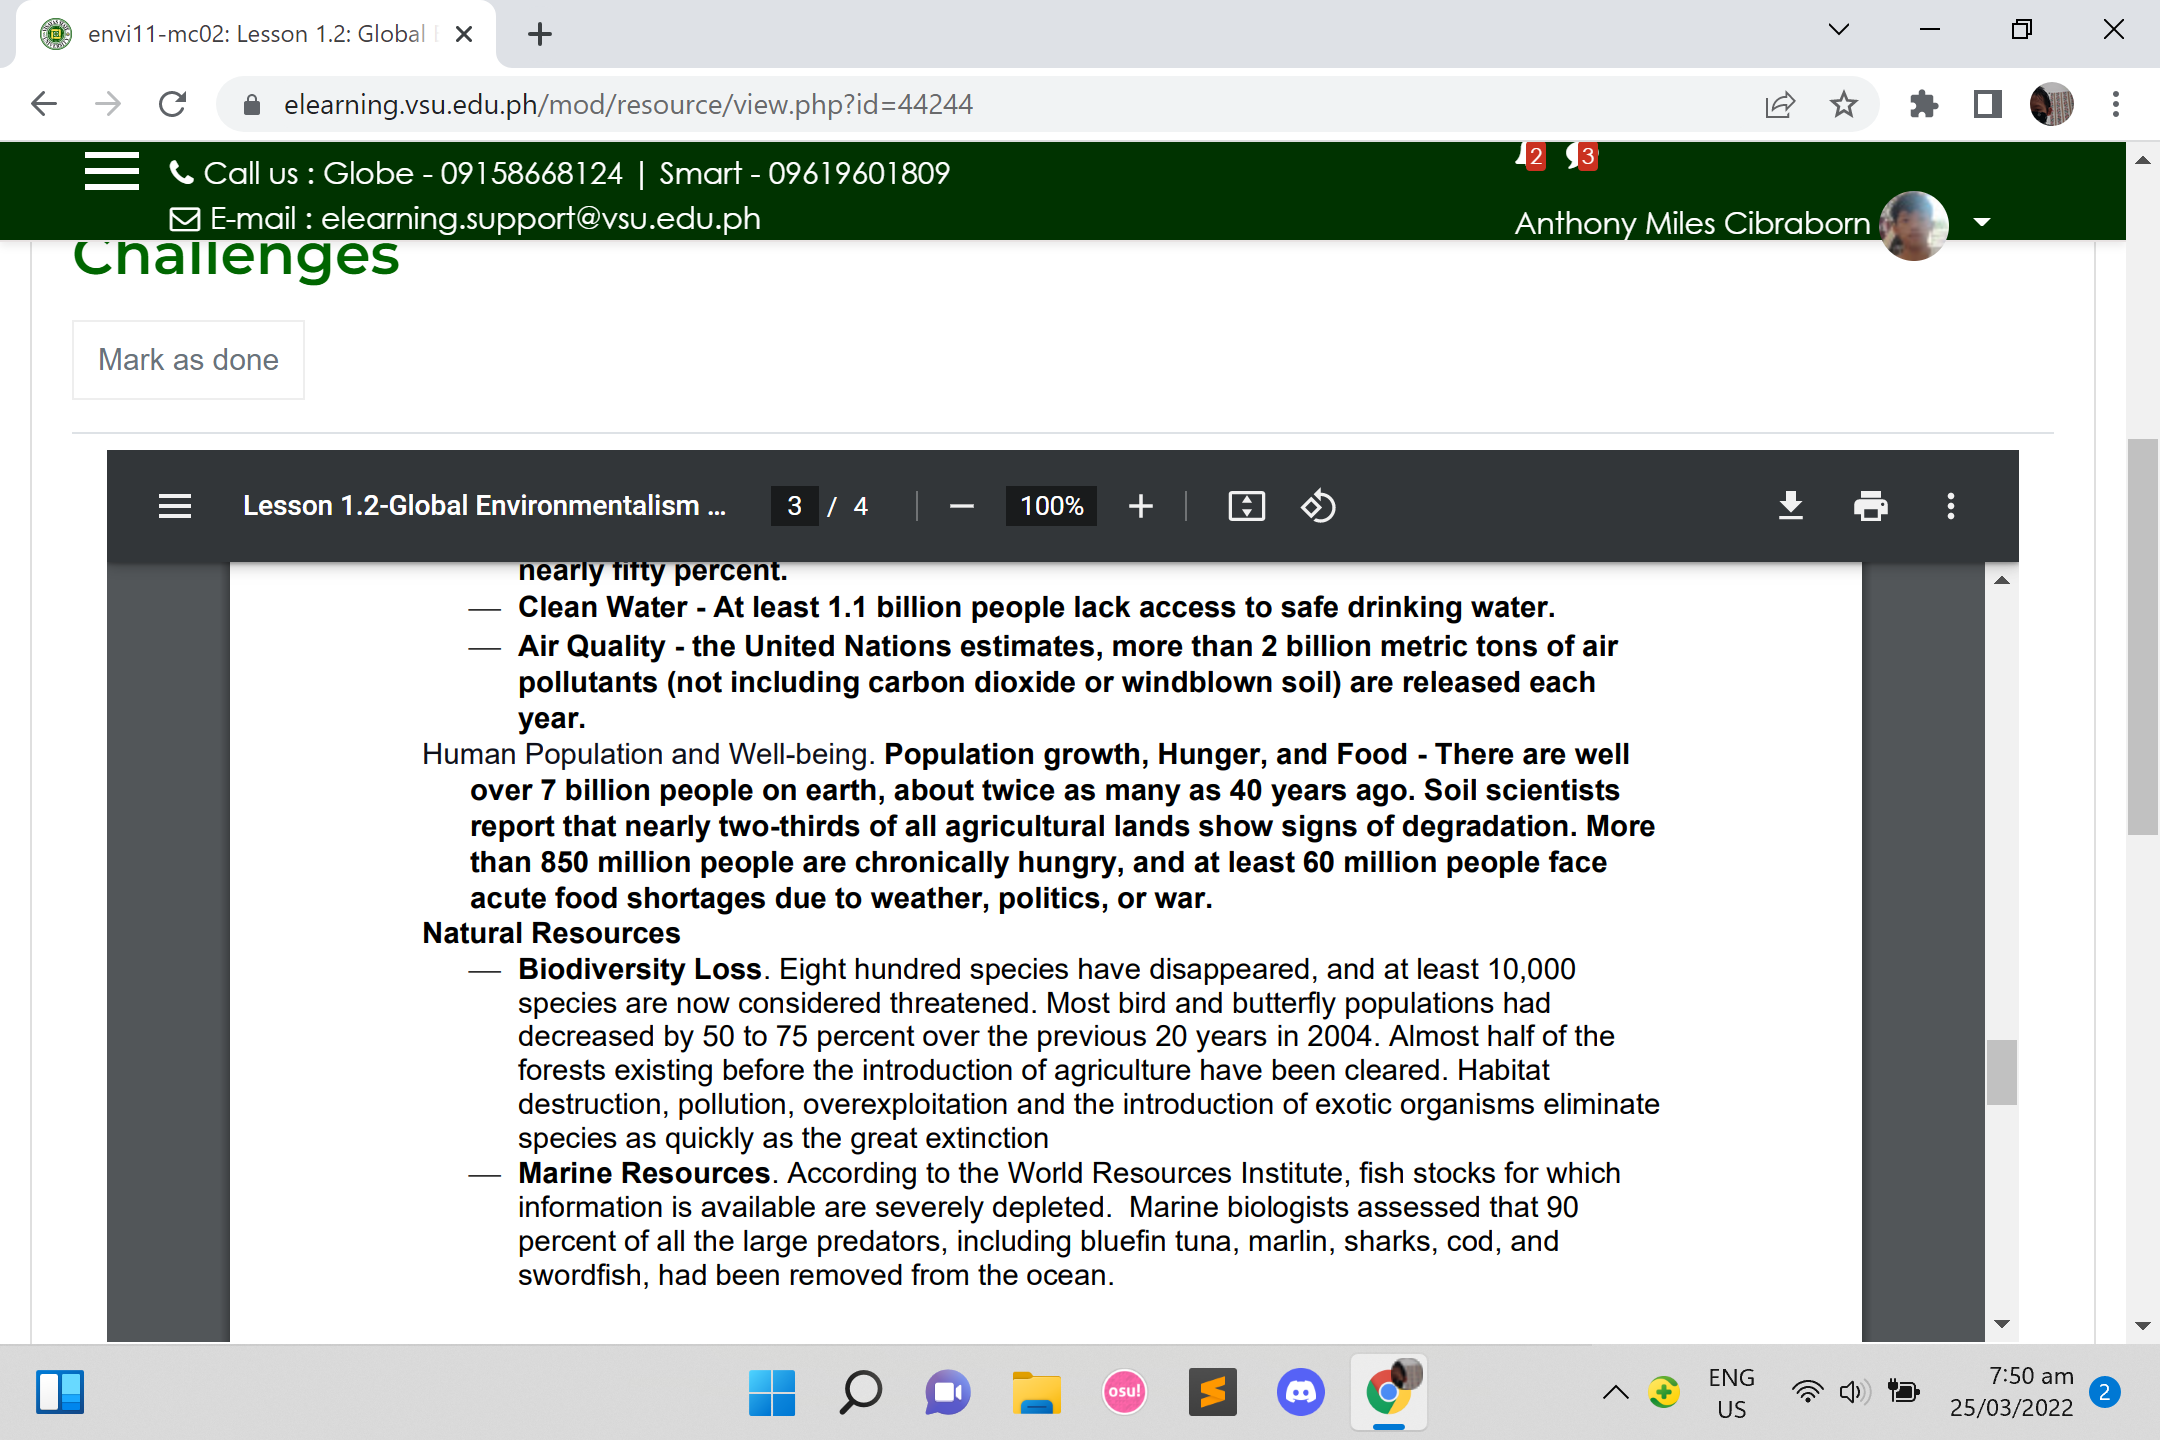 envi11-mc02: Lesson 1.2: Global
elearning.vsu.edu.ph/mod/resource/view.php?id=44244
Call us : Globe - 09158668124 | Smart - 09619601809
2 3
E-mail : elearning.support@vsu.edu.ph
Anthony Miles Cibraborn
Challenges
Mark as done
Lesson 1.2-Global Environmentalism ...
3 / 4
100%
nearly fifty percent.
— Clean Water - At least 1.1 billion people lack access to safe drinking water.
— Air Quality - the United Nations estimates, more than 2 billion metric tons of air
pollutants (not including carbon dioxide or windblown soil) are released each
year.
Human Population and Well-being. Population growth, Hunger, and Food - There are well
over 7 billion people on earth, about twice as many as 40 years ago. Soil scientists
report that nearly two-thirds of all agricultural lands show signs of degradation. More
than 850 million people are chronically hungry, and at least 60 million people face
acute food shortages due to weather, politics, or war.
Natural Resources
— Biodiversity Loss. Eight hundred species have disappeared, and at least 10,000
species are now considered threatened. Most bird and butterfly populations had
decreased by 50 to 75 percent over the previous 20 years in 2004. Almost half of the
forests existing before the introduction of agriculture have been cleared. Habitat
destruction, pollution, overexploitation and the introduction of exotic organisms eliminate
species as quickly as the great extinction
— Marine Resources. According to the World Resources Institute, fish stocks for which
information is available are severely depleted.  Marine biologists assessed that 90
percent of all the large predators, including bluefin tuna, marlin, sharks, cod, and
swordfish, had been removed from the ocean.
osu!
ENG
US
7:50 am
25/03/2022
2